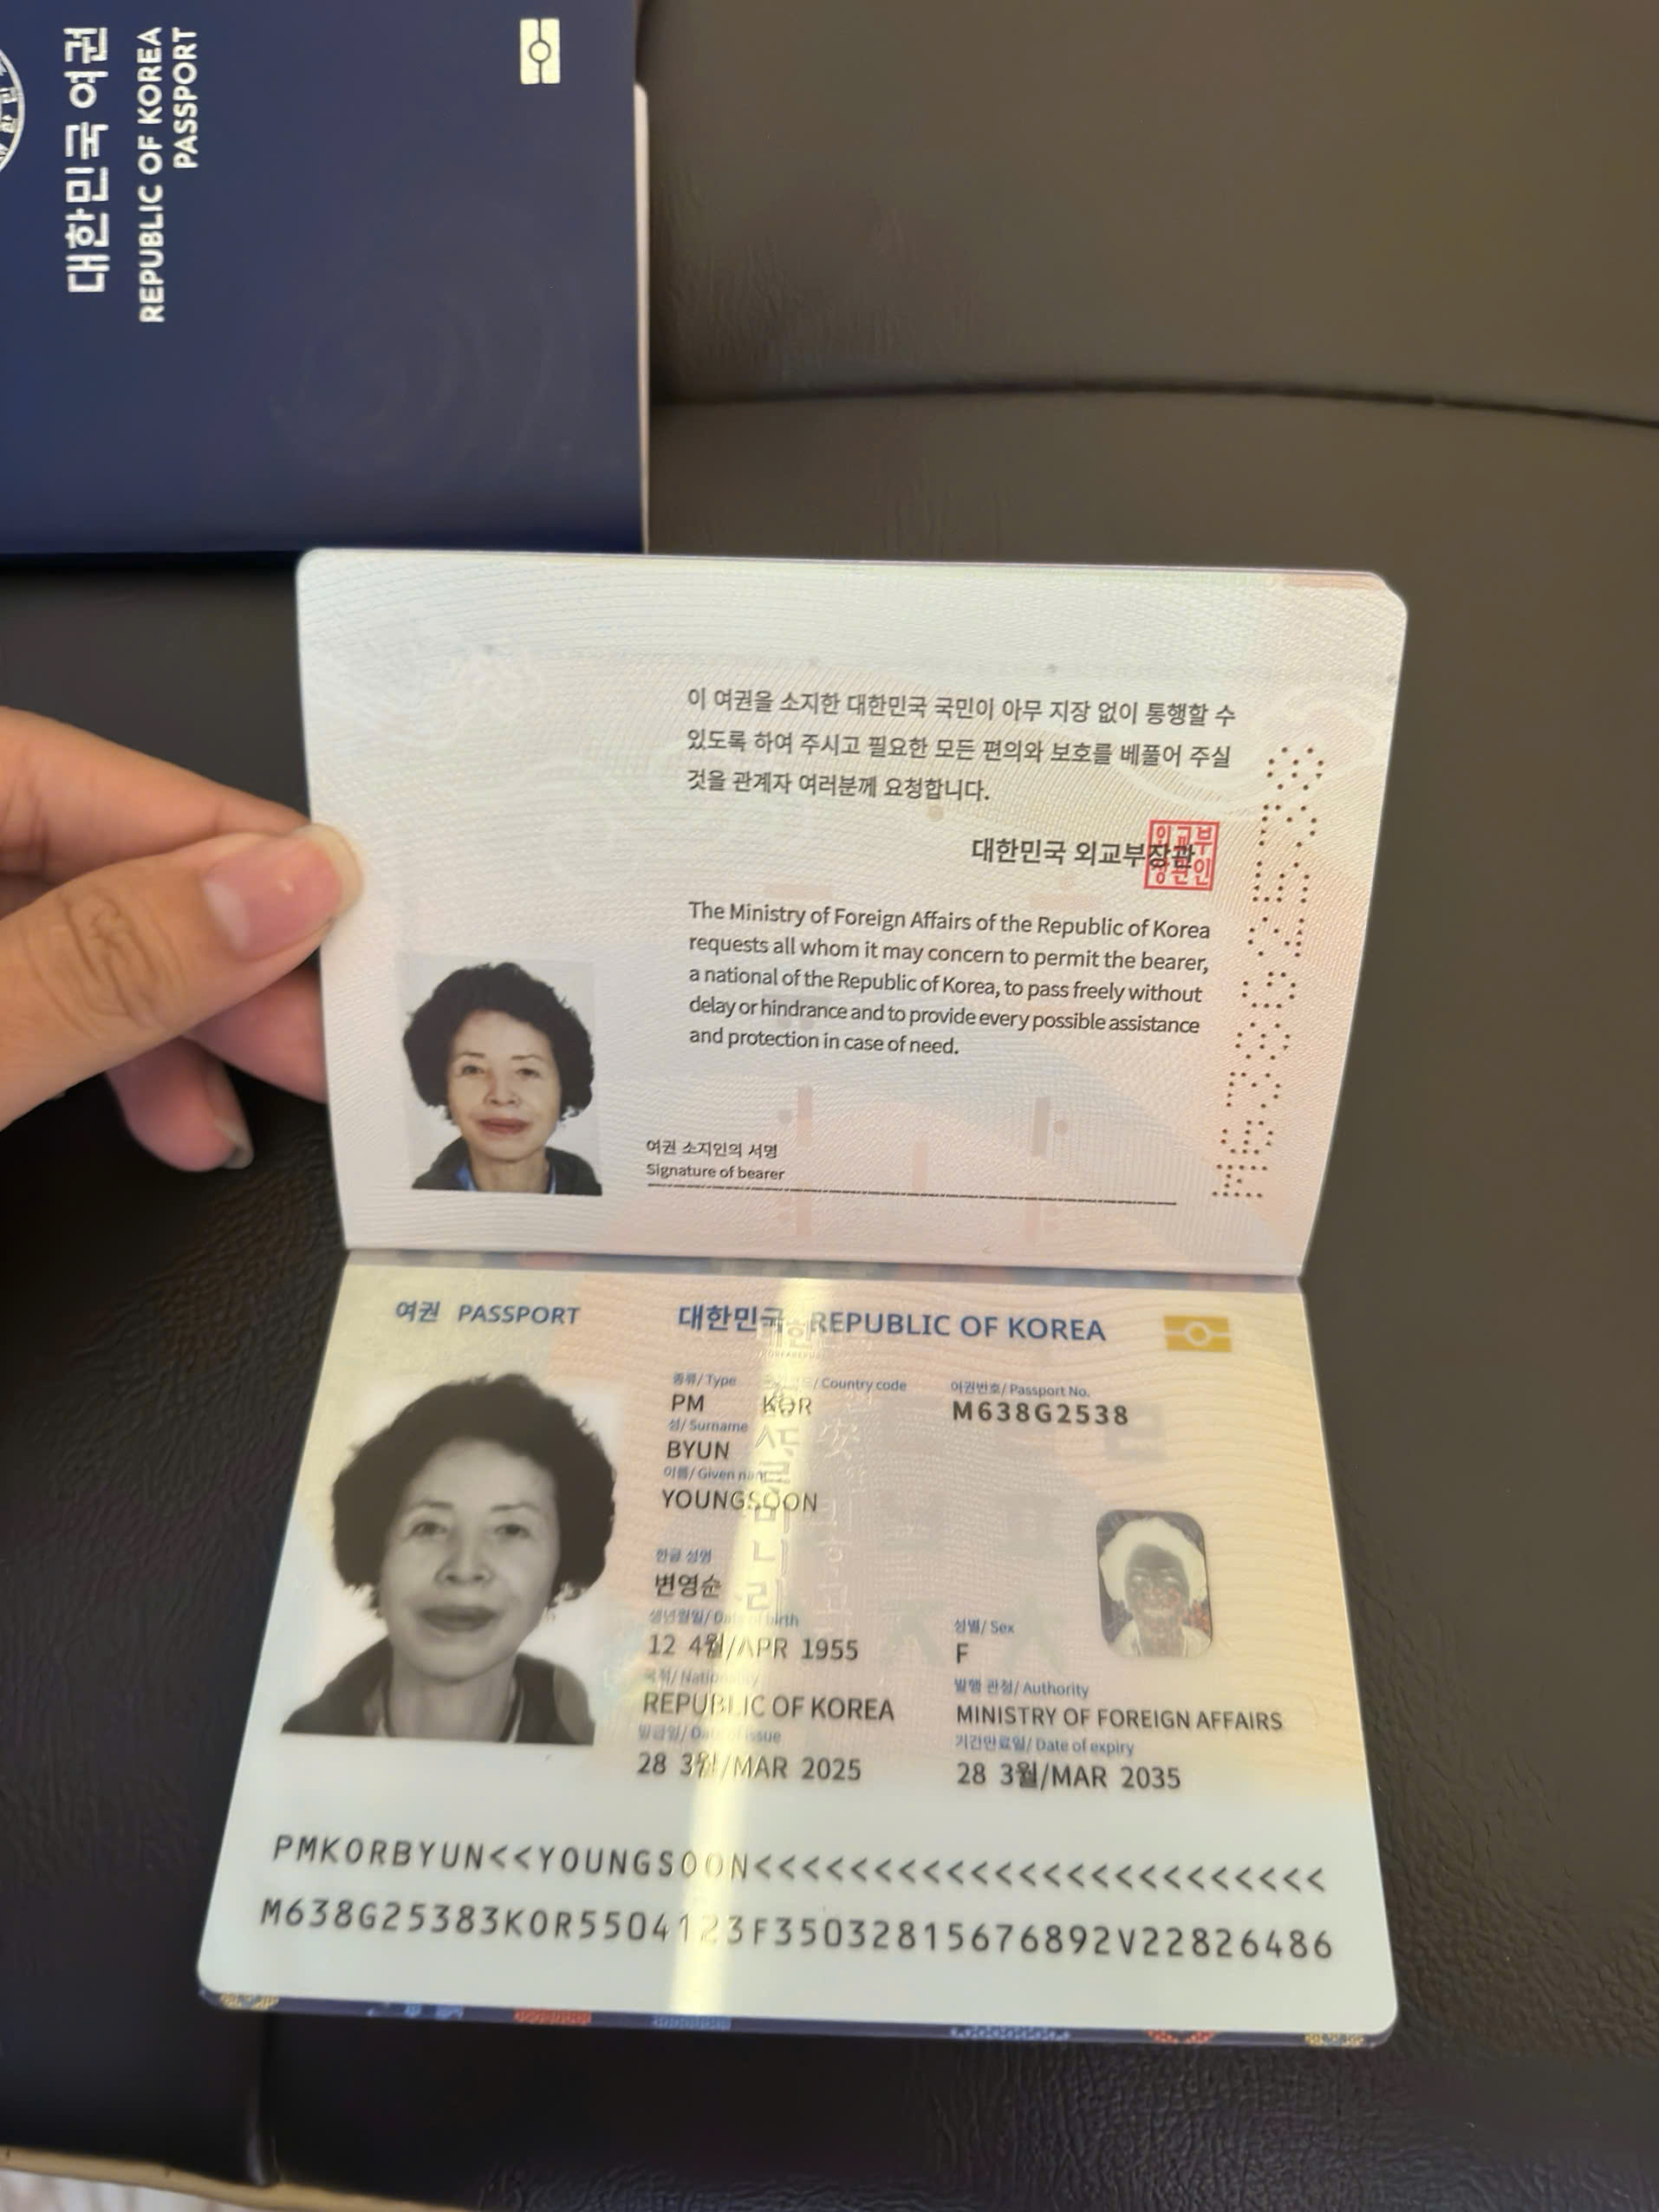 대한민국 여권
REPUBLIC OF KOREA
PASSPORT
이 여권을 소지한 대한민국 국민이 아무 지장 없이 통행할 수
있도록 하여 주시고 필요한 모든 편의와 보호를 베풀어 주실
것을 관계자 여러분께 요청합니다.
대한민국 외교부장관
The Ministry of Foreign Affairs of the Republic of Korea
requests all whom it may concern to permit the bearer,
a national of the Republic of Korea, to pass freely without
delay or hindrance and to provide every possible assistance
and protection in case of need.
여권 소지인의 서명
Signature of bearer
M638G2538
여권 PASSPORT 대한민국 REPUBLIC OF KOREA
종류/ Type / Country code 여권번호/ Passport No.
PM KOR M638G2538
성/ Surname
BYUN
이름/ Given
YOUNGSOON
한글 성명
변영순
생년월일/ Date of birth 성별/ Sex
12 4월/APR 1955 F
국적/ Nationality 발행 관청/ Authority
REPUBLIC OF KOREA MINISTRY OF FOREIGN AFFAIRS
발급일/ Date of issue 기간만료일/ Date of expiry
28 3월/MAR 2025 28 3월/MAR 2035
PMKORBYUN<<YOUNGSOON<<<<<<<<<<<<<<<<<<<<<<<<
M638G25383KOR5504123F35032815676892V22826486